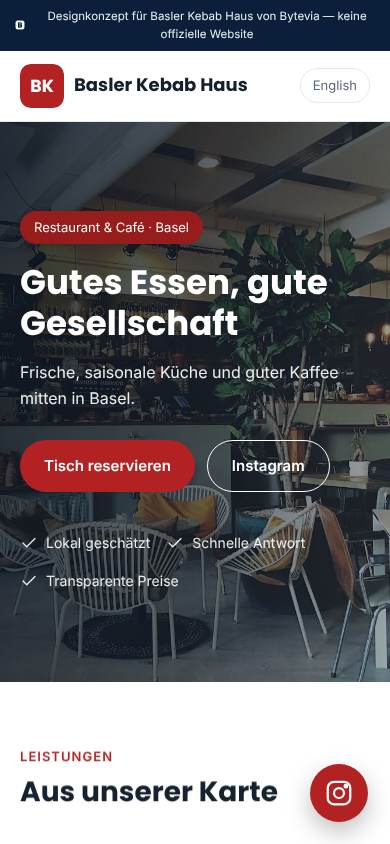 Designkonzept für Basler Kebab Haus von Bytevia — keine
offizielle Website
BK
Basler Kebab Haus
English
Restaurant & Café · Basel
Gutes Essen, gute
Gesellschaft
Frische, saisonale Küche und guter Kaffee
mitten in Basel.
Tisch reservieren
Instagram
Lokal geschätzt
Schnelle Antwort
Transparente Preise
LEISTUNGEN
Aus unserer Karte